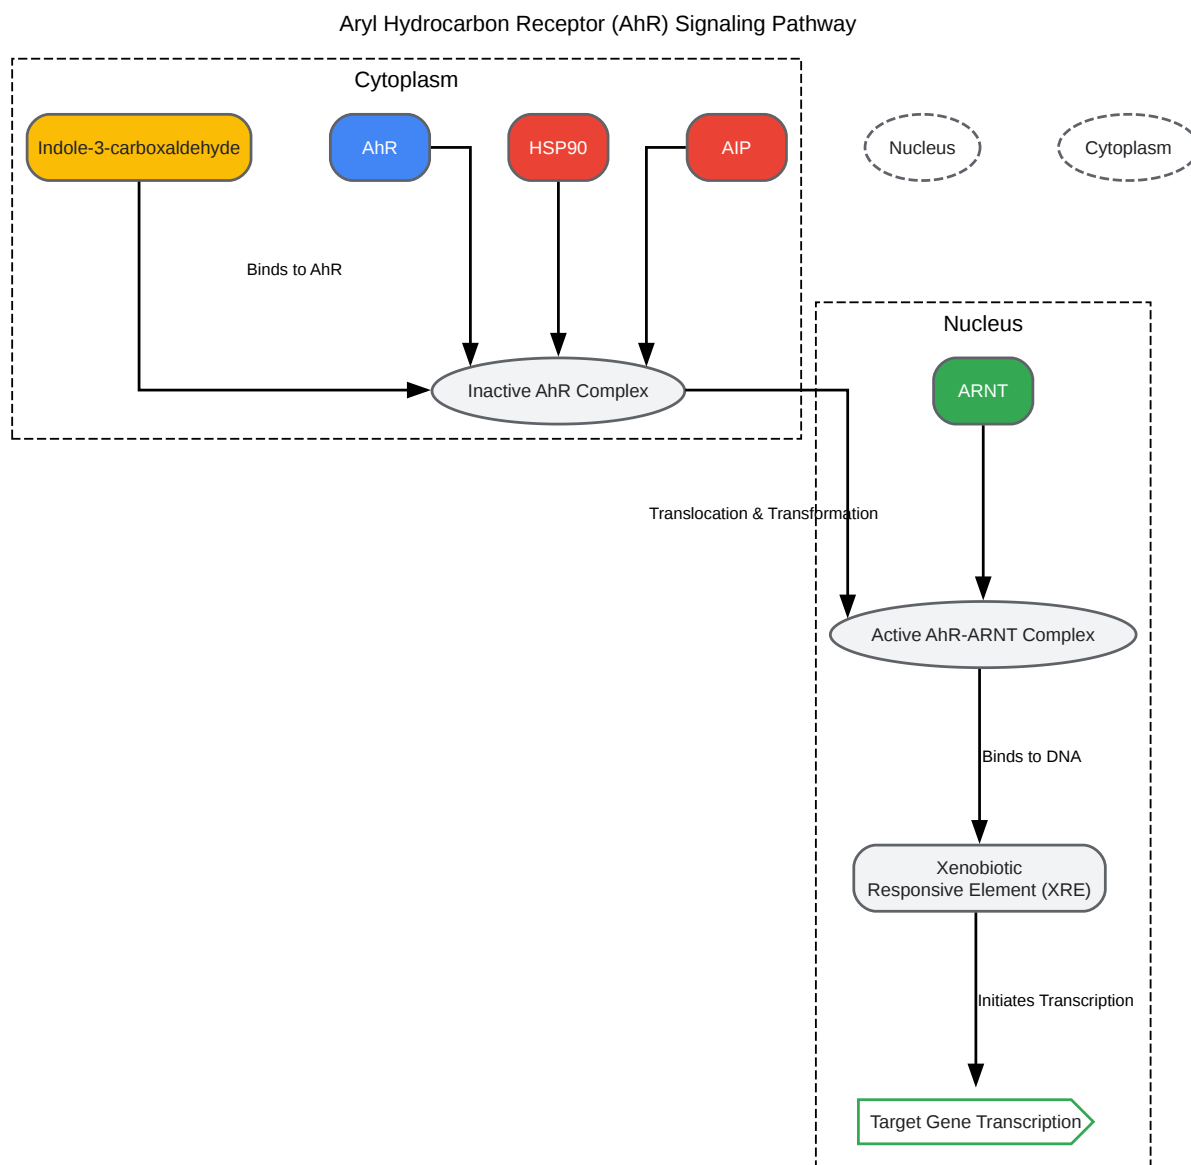 Aryl Hydrocarbon Receptor (AhR) Signaling Pathway
Cytoplasm
Indole-3-carboxaldehyde
AhR
HSP90
AIP
Nucleus
Cytoplasm
Binds to AhR
Nucleus
Inactive AhR Complex
ARNT
Translocation & Transformation
Active AhR-ARNT Complex
Binds to DNA
Xenobiotic
Responsive Element (XRE)
Initiates Transcription
Target Gene Transcription